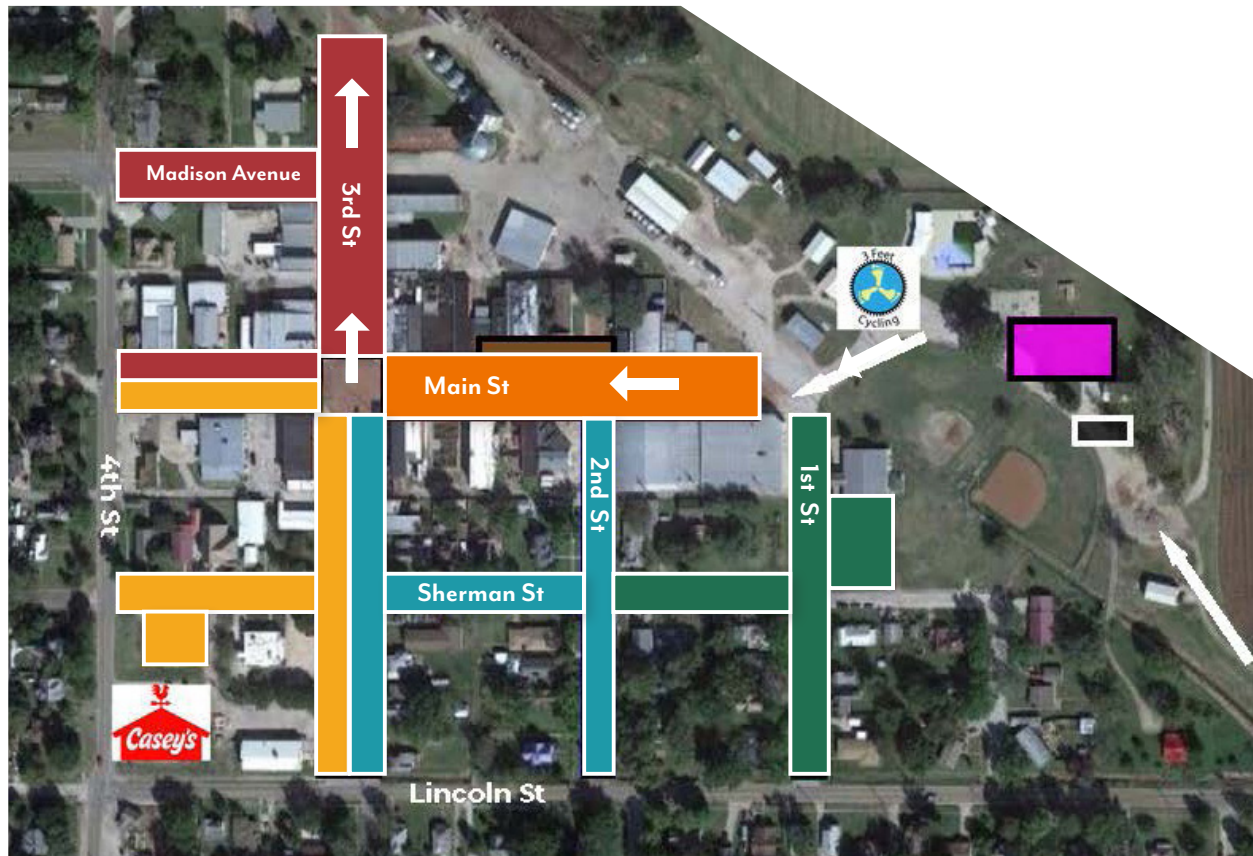 Madison Avenue
3rd St
3 Feet
Cycling
Main St
4th St
2nd St
1st St
Sherman St
Casey's
Lincoln St